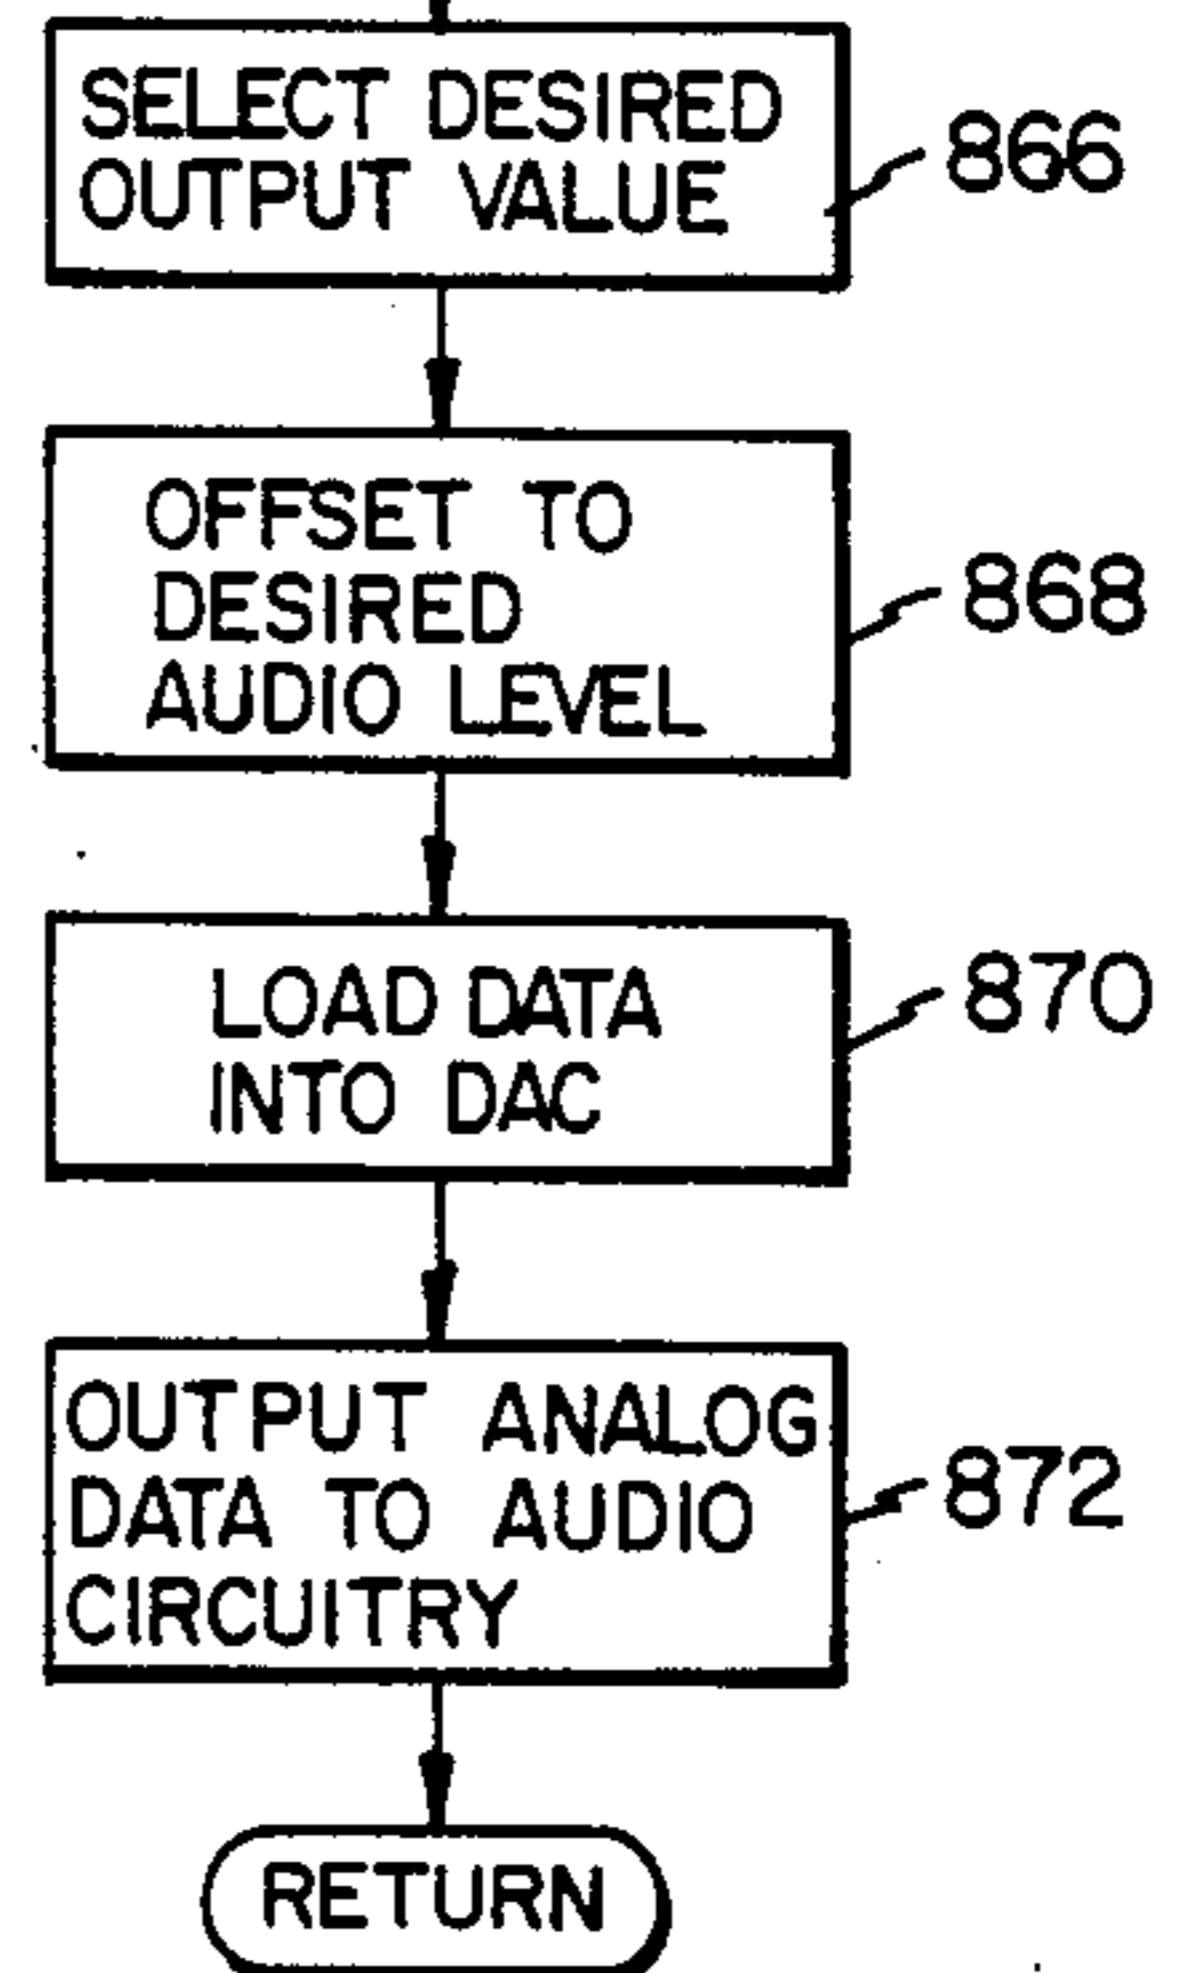 SELECT DESIRED
OUTPUT VALUE
866
OFFSET TO
DESIRED
AUDIO LEVEL
868
LOAD DATA
INTO DAC
870
OUTPUT ANALOG
DATA TO AUDIO
CIRCUITRY
872
RETURN